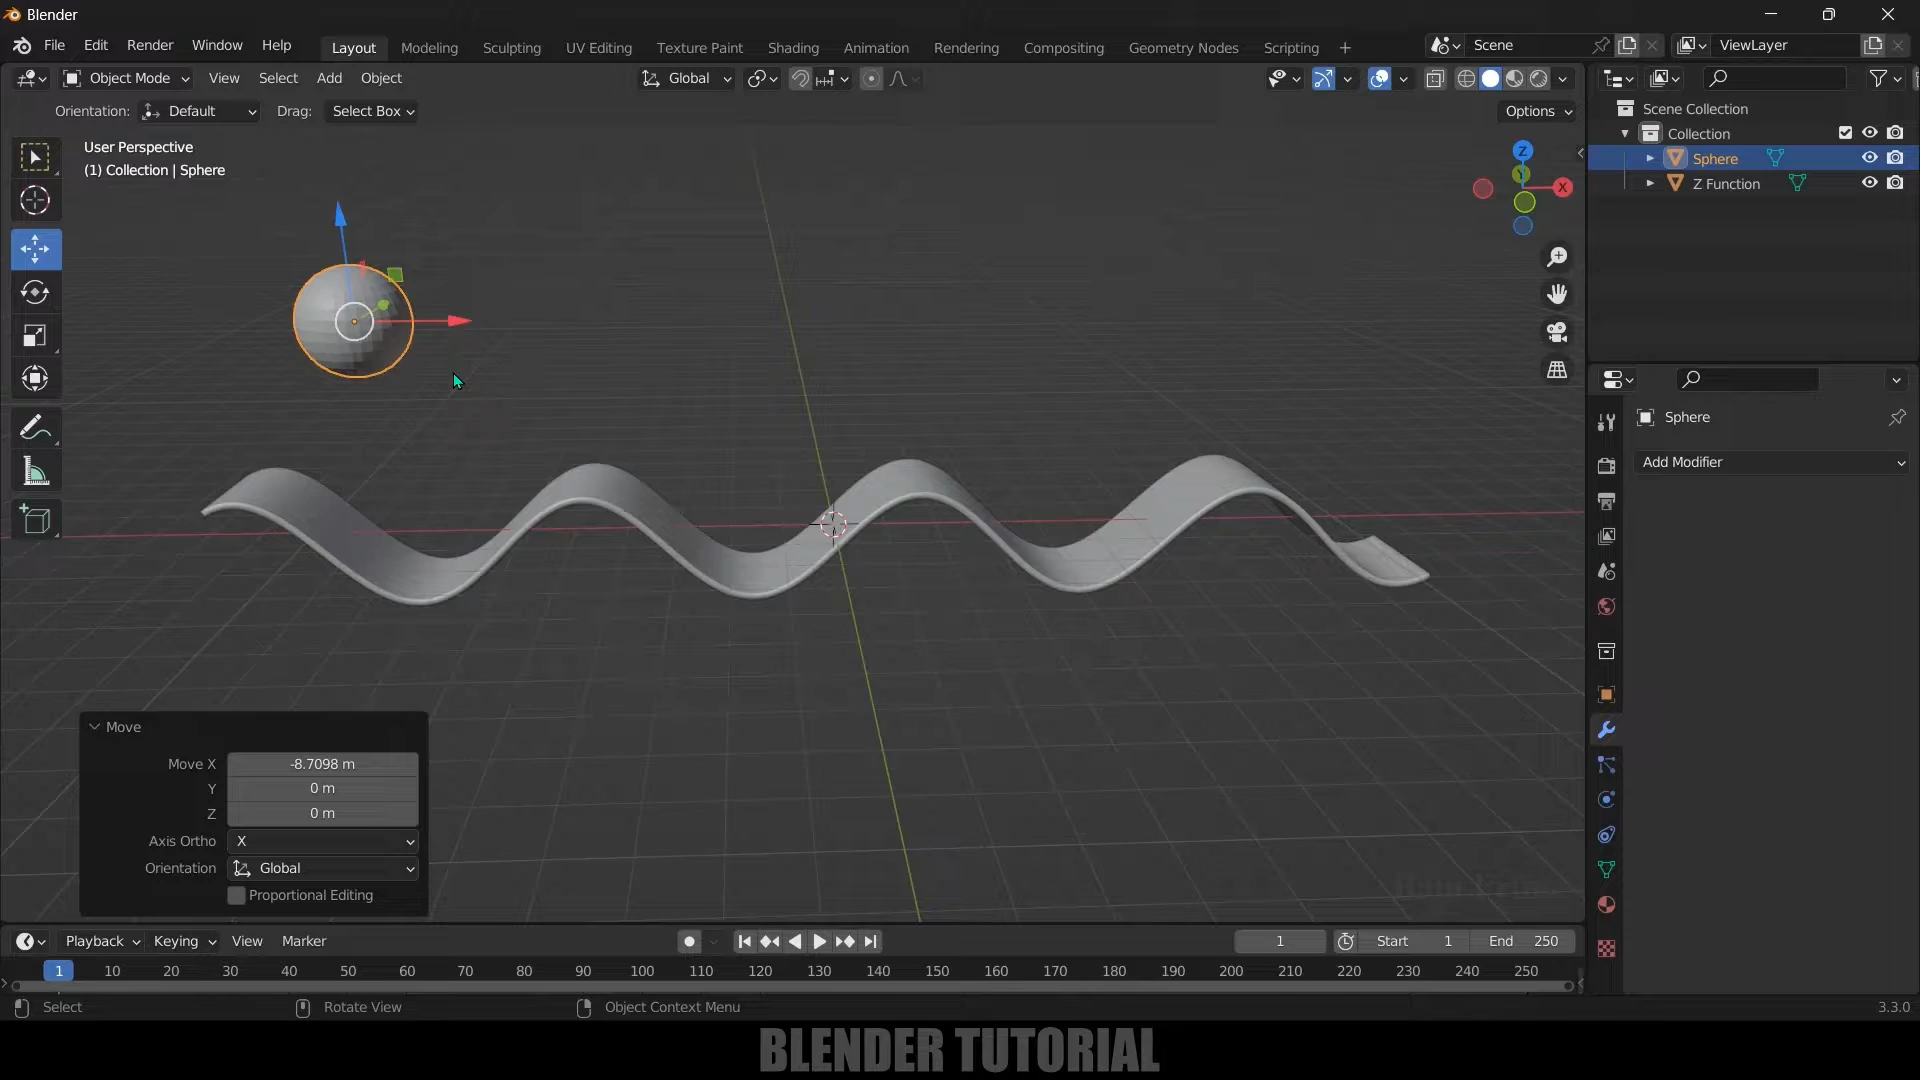 Blender
File Edit Render Window Help Layout Modeling Sculpting UV Editing Texture Paint Shading Animation Rendering Compositing Geometry Nodes Scripting + Scene ViewLayer
Object Mode View Select Add Object Global
Orientation: Default Drag: Select Box Options
User Perspective
(1) Collection | Sphere
Z
Y
X
Scene Collection
Collection
Sphere
Z Function
Sphere
Add Modifier
Move
Move X -8.7098 m
Y 0 m
Z 0 m
Axis Ortho X
Orientation Global
Proportional Editing
Playback Keying View Marker 1 Start 1 End 250
1 10 20 30 40 50 60 70 80 90 100 110 120 130 140 150 160 170 180 190 200 210 220 230 240 250
Select Rotate View Object Context Menu 3.3.0
BLENDER TUTORIAL